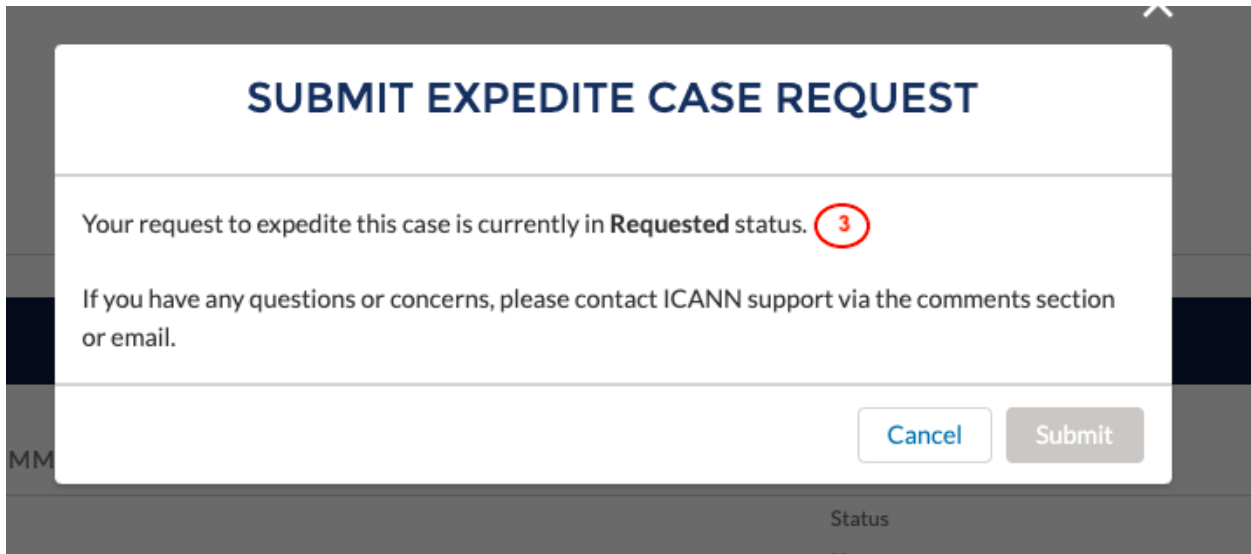 SUBMIT EXPEDITE CASE REQUEST
Your request to expedite this case is currently in Requested status. 3
If you have any questions or concerns, please contact ICANN support via the comments section
or email.
Cancel Submit
MM
Status